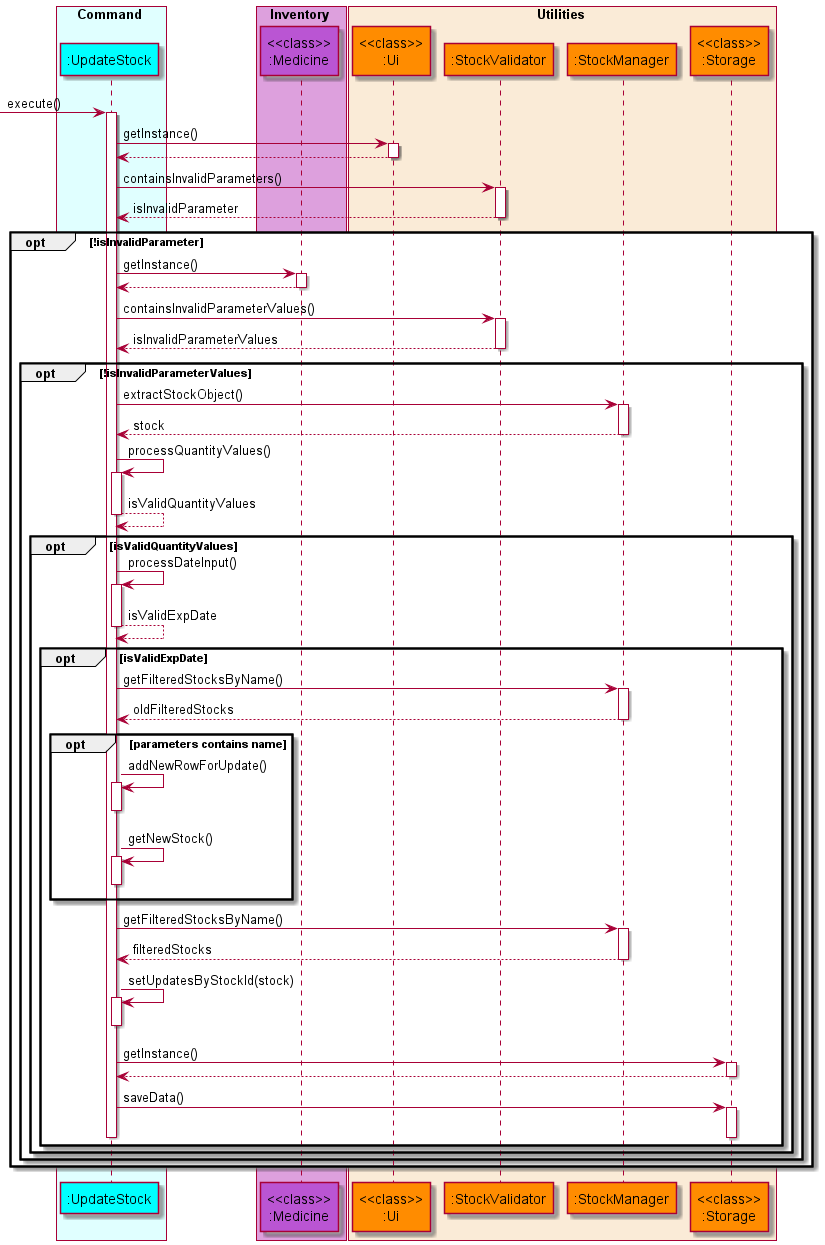 Command
Inventory
Utilities
:UpdateStock
<<class>>
:Medicine
<<class>>
:Ui
:StockValidator
:StockManager
<<class>>
:Storage
execute()
getInstance()
containsInvalidParameters()
isInvalidParameter
opt
[!isInvalidParameter]
getInstance()
containsInvalidParameterValues()
isInvalidParameterValues
opt
[!isInvalidParameterValues]
extractStockObject()
stock
processQuantityValues()
isValidQuantityValues
opt
[isValidQuantityValues]
processDateInput()
isValidExpDate
opt
[isValidExpDate]
getFilteredStocksByName()
oldFilteredStocks
opt
[parameters contains name]
addNewRowForUpdate()
getNewStock()
getFilteredStocksByName()
filteredStocks
setUpdatesByStockId(stock)
getInstance()
saveData()
:UpdateStock
<<class>>
:Medicine
<<class>>
:Ui
:StockValidator
:StockManager
<<class>>
:Storage